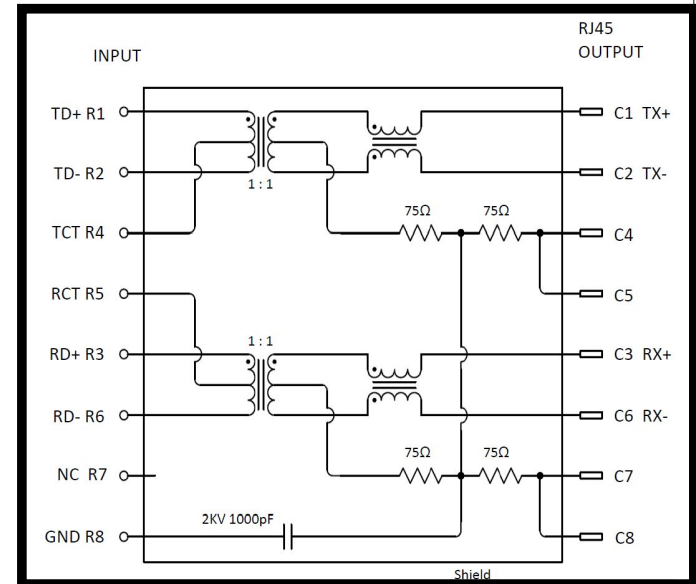 INPUT
RJ45
OUTPUT
TD+ R1
C1 TX+
TD- R2
1 : 1
C2 TX-
TCT R4
75Ω
75Ω
C4
RCT R5
C5
RD+ R3
1 : 1
C3 RX+
RD- R6
C6 RX-
NC R7
75Ω
75Ω
C7
GND R8
2KV 1000pF
C8
Shield